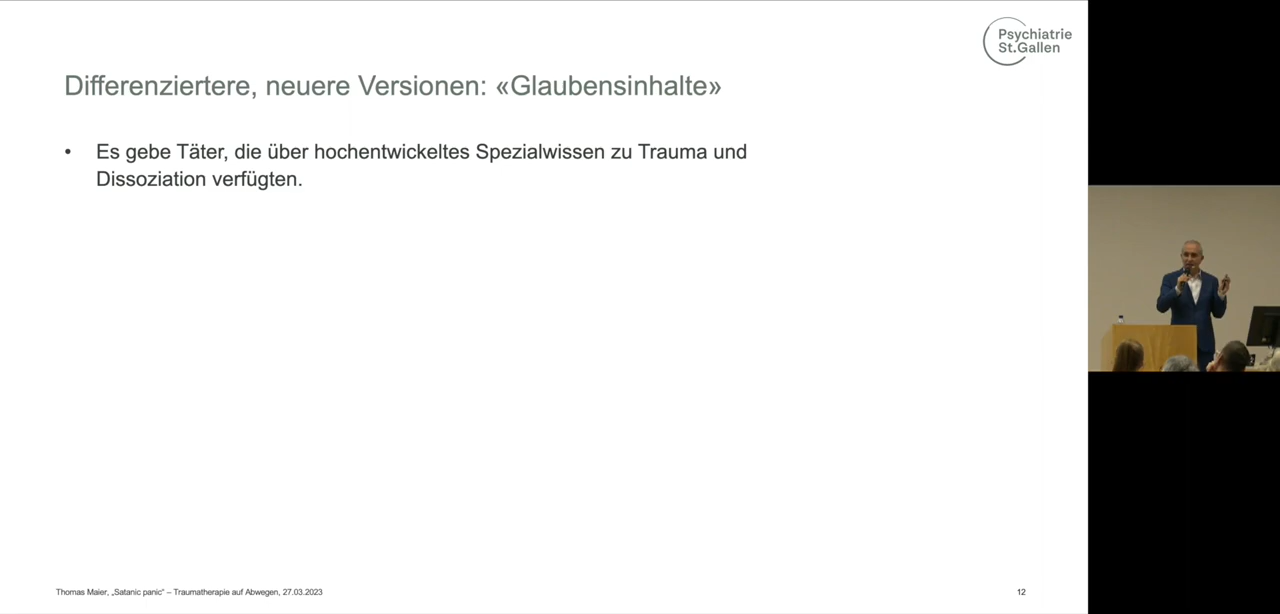 Psychiatrie
St.Gallen
Differenziertere, neuere Versionen: «Glaubensinhalte»
• Es gebe Täter, die über hochentwickeltes Spezialwissen zu Trauma und
Dissoziation verfügten.
Thomas Maier, „Satanic panic“ – Traumatherapie auf Abwegen, 27.03.2023
12